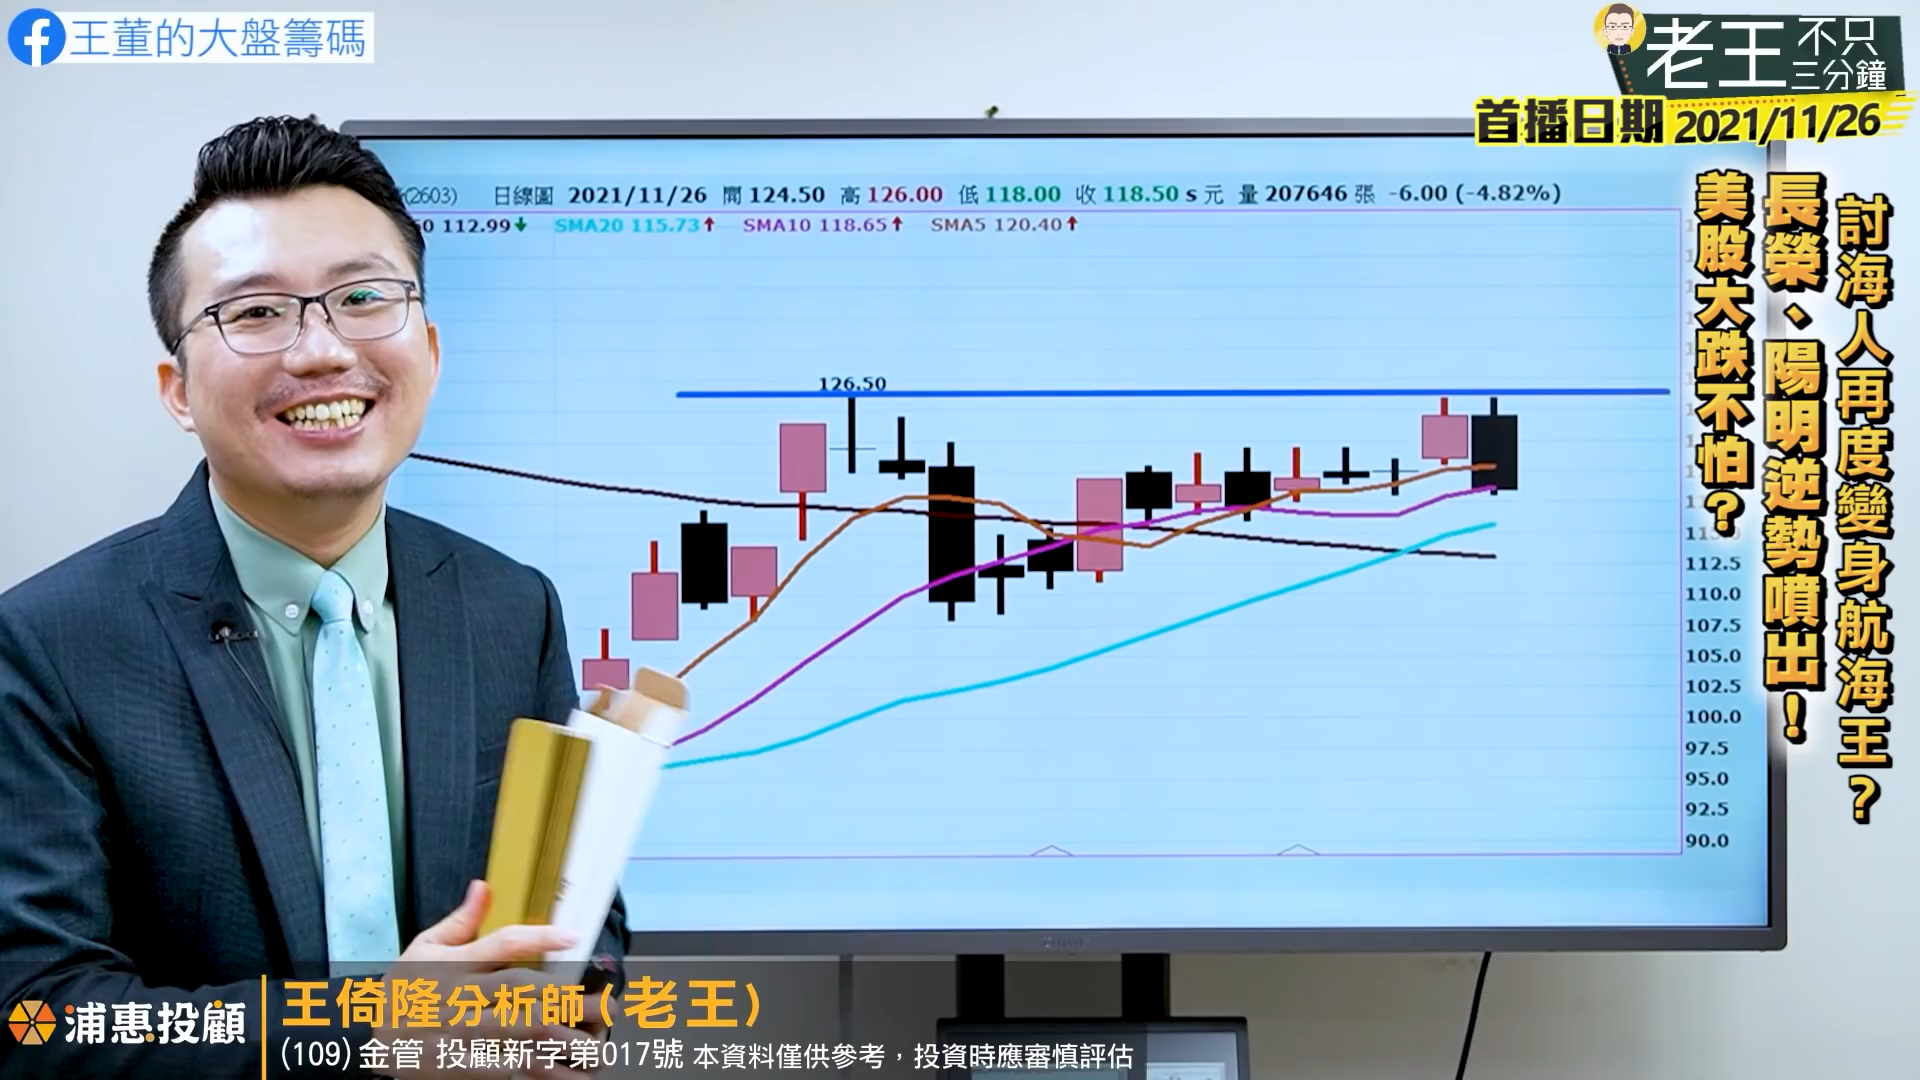 王董的大盤籌碼
老王不只三分鐘
首播日期 2021/11/26
討海人再度變身航海王？
長榮、陽明逆勢噴出！
美股大跌不怕？
(2603) 日線圖 2021/11/26 開 124.50 高 126.00 低 118.00 收 118.50 s 元 量 207646 張 -6.00 (-4.82%)
0 112.99↓ SMA20 115.73↑ SMA10 118.65↑ SMA5 120.40↑
126.50
112.5
110.0
107.5
105.0
102.5
100.0
97.5
95.0
92.5
90.0
浦惠投顧
王倚隆分析師(老王)
(109) 金管 投顧新字第017號 本資料僅供參考，投資時應審慎評估